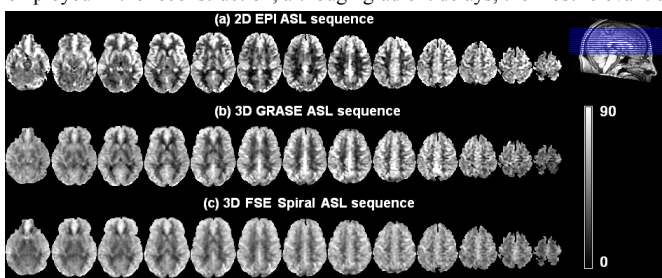 (a) 2D EPI ASL sequence
(b) 3D GRASE ASL sequence
90
(c) 3D FSE Spiral ASL sequence
0